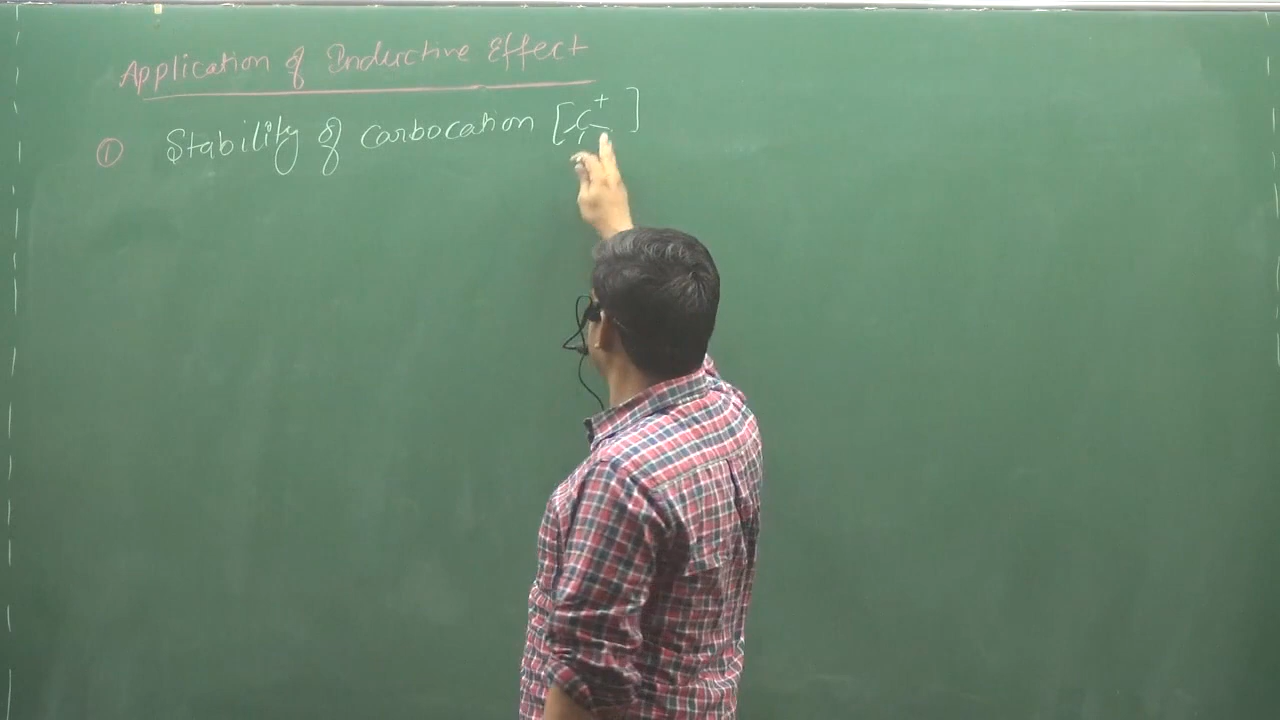 Application of Inductive Effect
① Stability of carbocation [-C+-]